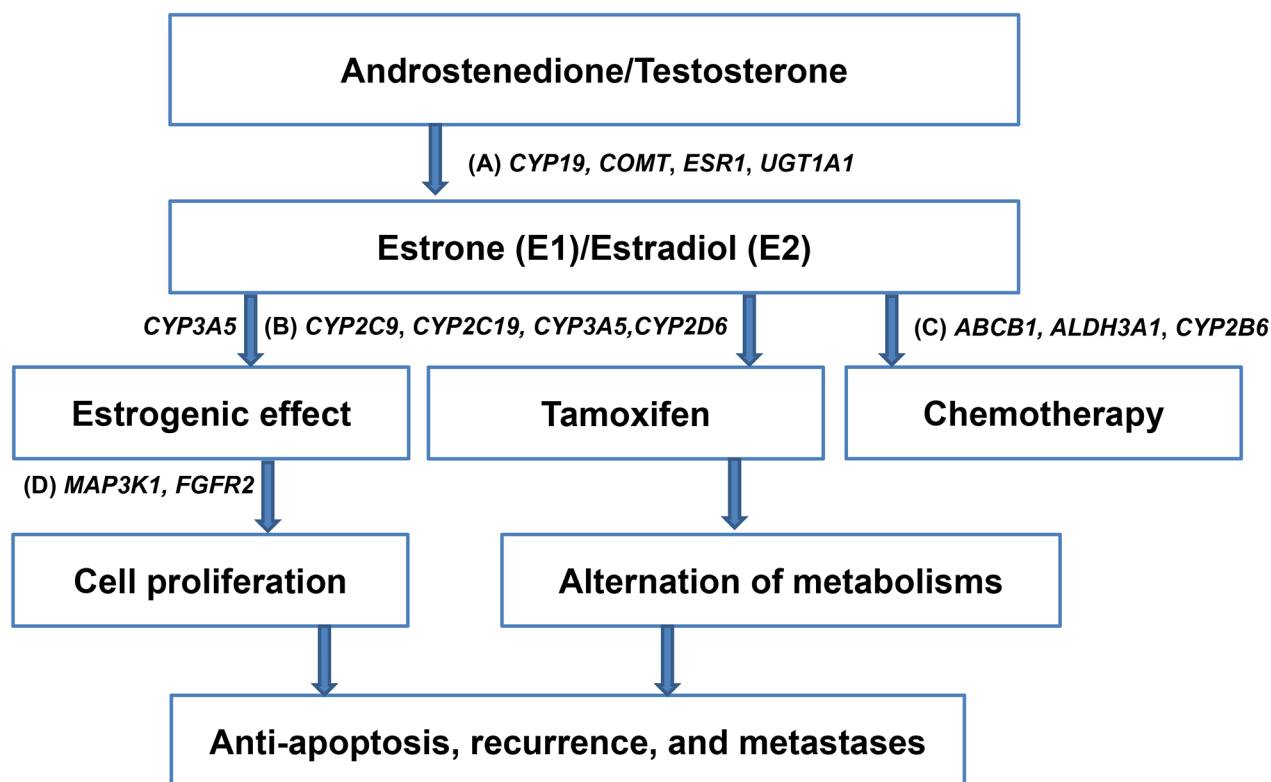 Androstenedione/Testosterone
(A) CYP19, COMT, ESR1, UGT1A1
Estrone (E1)/Estradiol (E2)
CYP3A5
(B) CYP2C9, CYP2C19, CYP3A5,CYP2D6
(C) ABCB1, ALDH3A1, CYP2B6
Estrogenic effect
Tamoxifen
Chemotherapy
(D) MAP3K1, FGFR2
Cell proliferation
Alternation of metabolisms
Anti-apoptosis, recurrence, and metastases